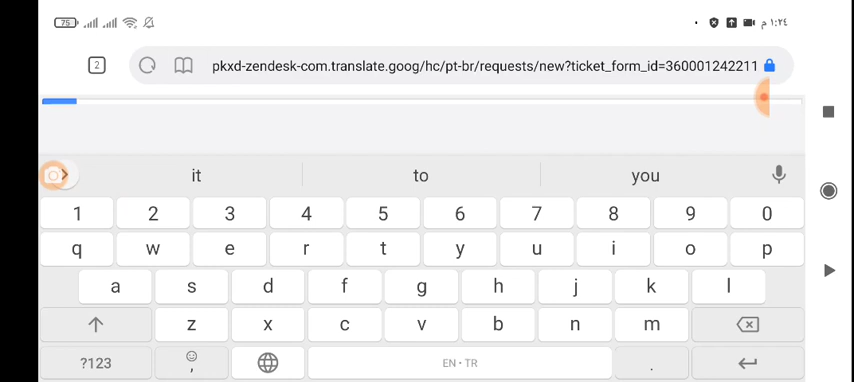 75 م ١:٢٤
2 pkxd-zendesk-com.translate.goog/hc/pt-br/requests/new?ticket_form_id=360001242211
it to you
1 2 3 4 5 6 7 8 9 0
q w e r t y u i o p
a s d f g h j k l
z x c v b n m
?123 , EN • TR .